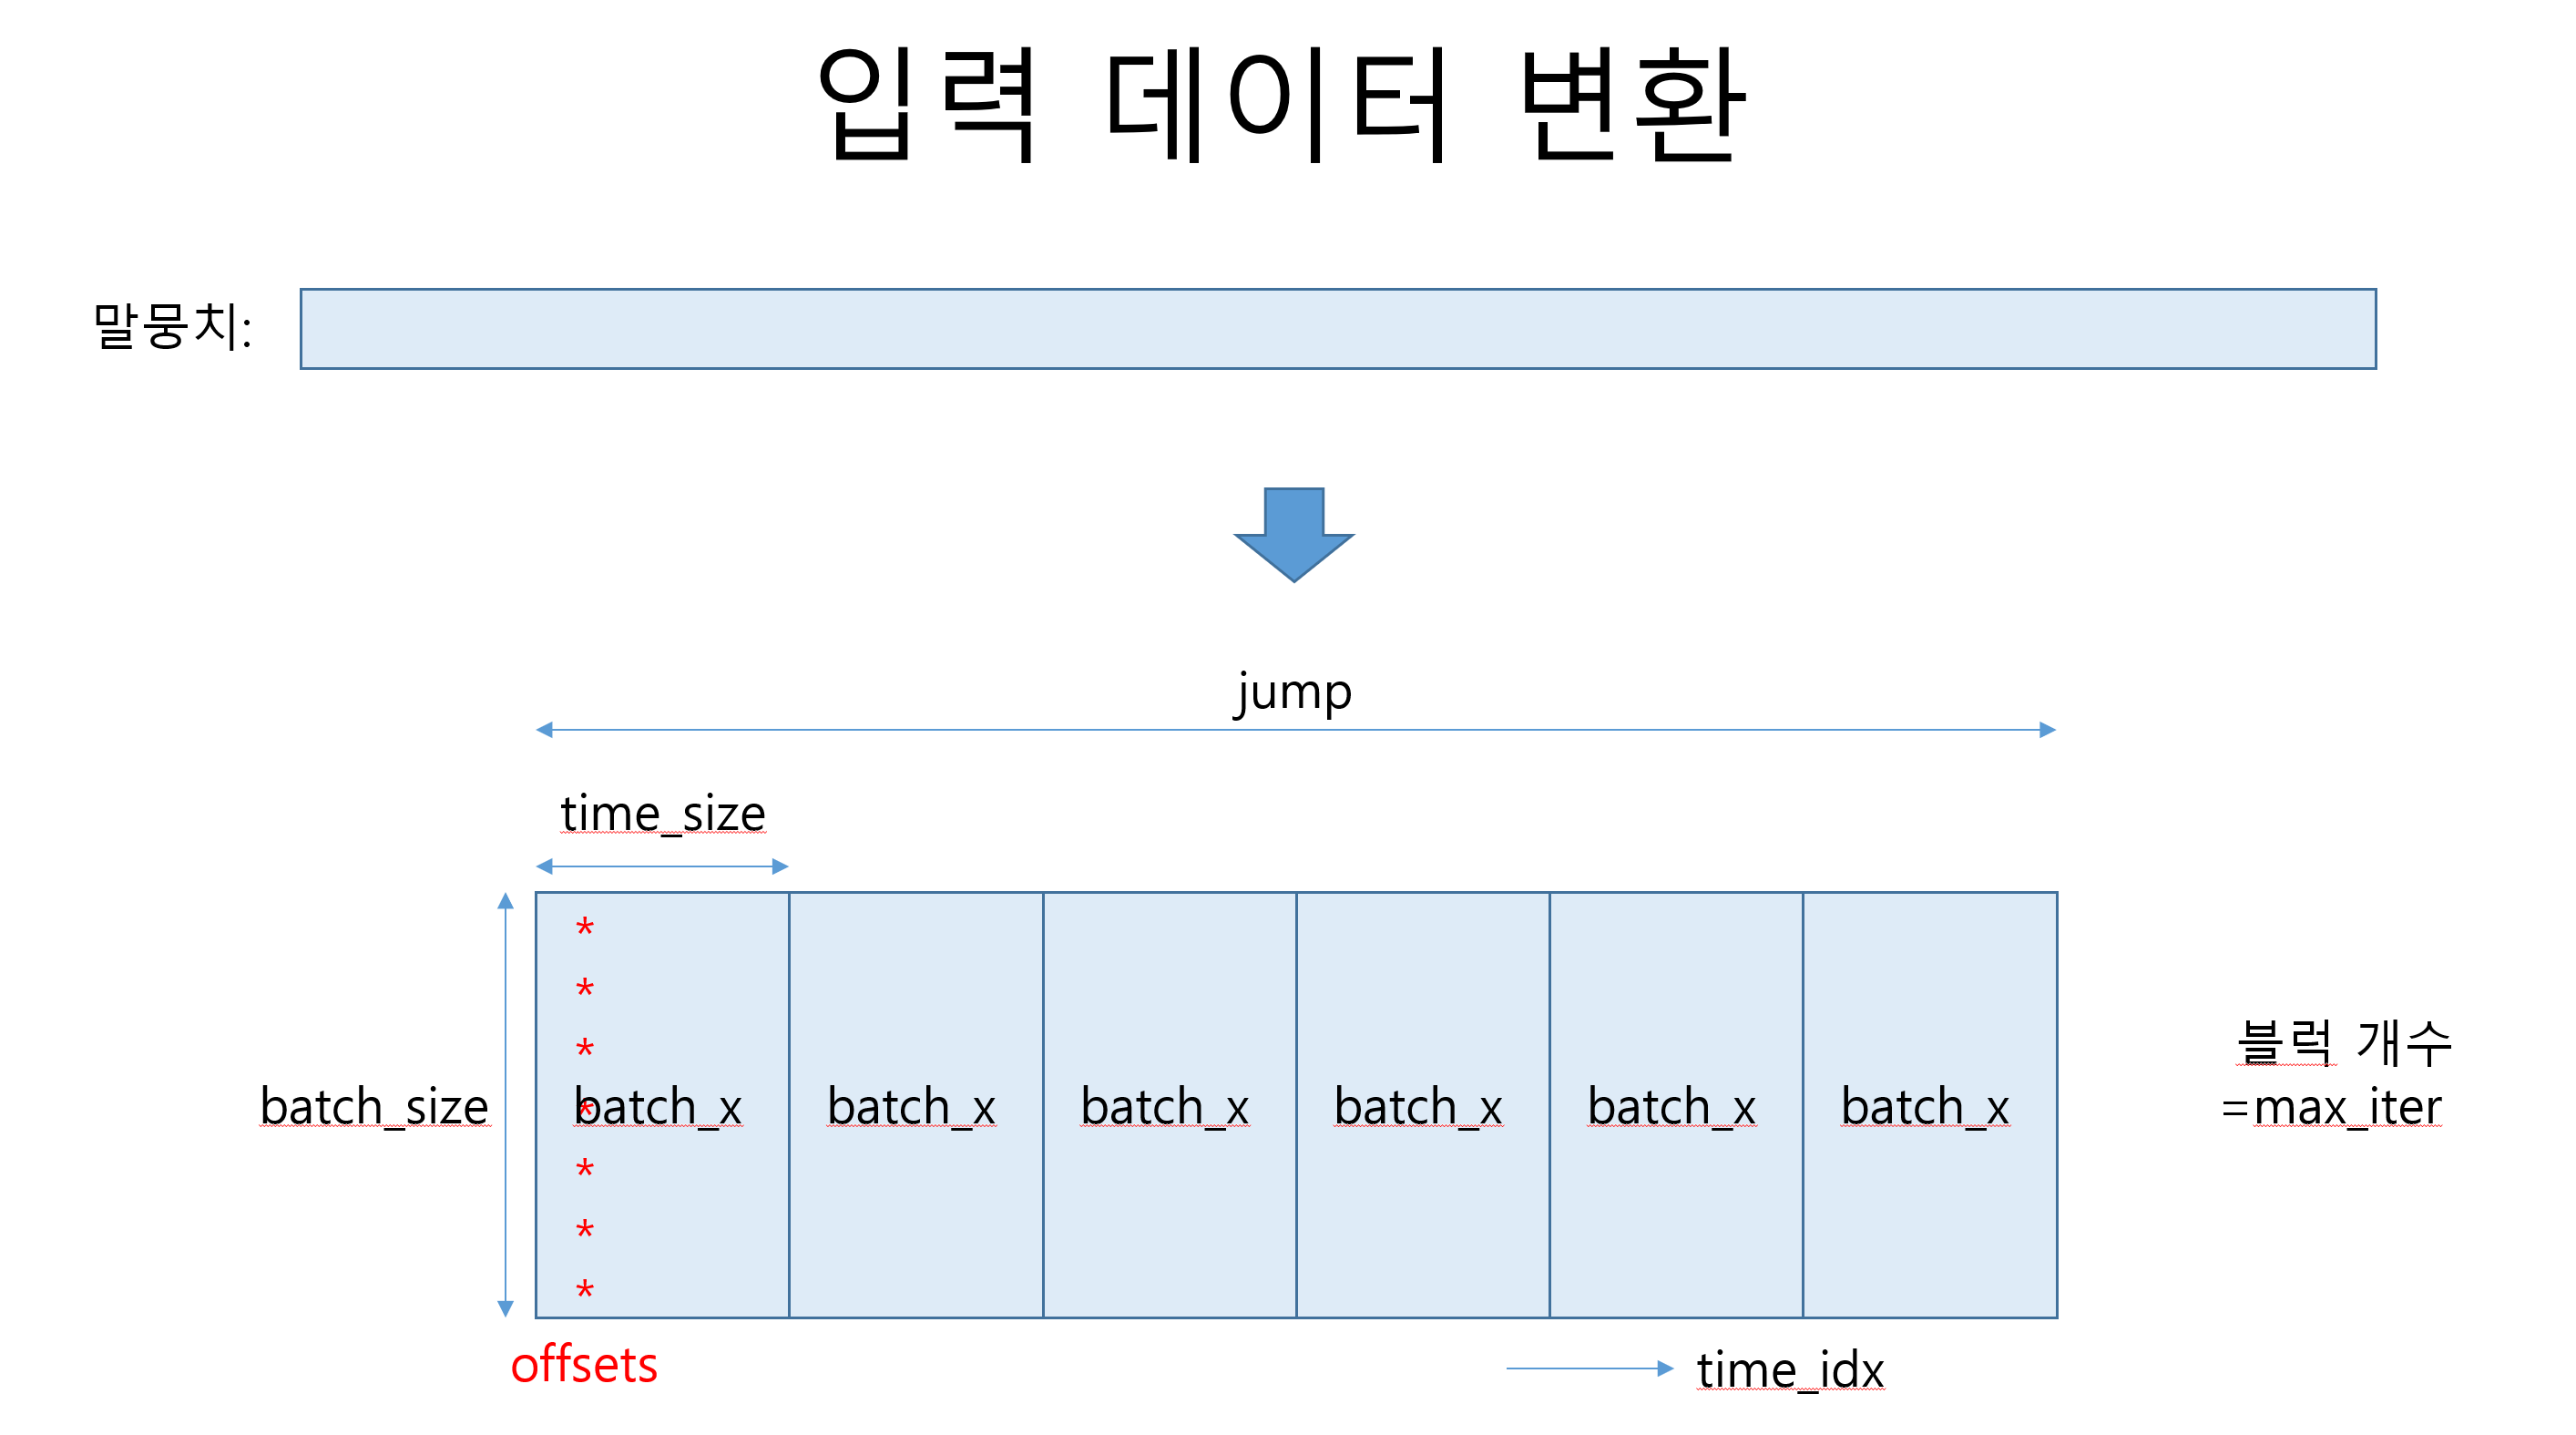 입력 데이터 변환
말뭉치:
jump
time_size
*
*
*
*
*
*
*
batch_size
batch_x
batch_x
batch_x
batch_x
batch_x
batch_x
블럭 개수
=max_iter
offsets
time_idx